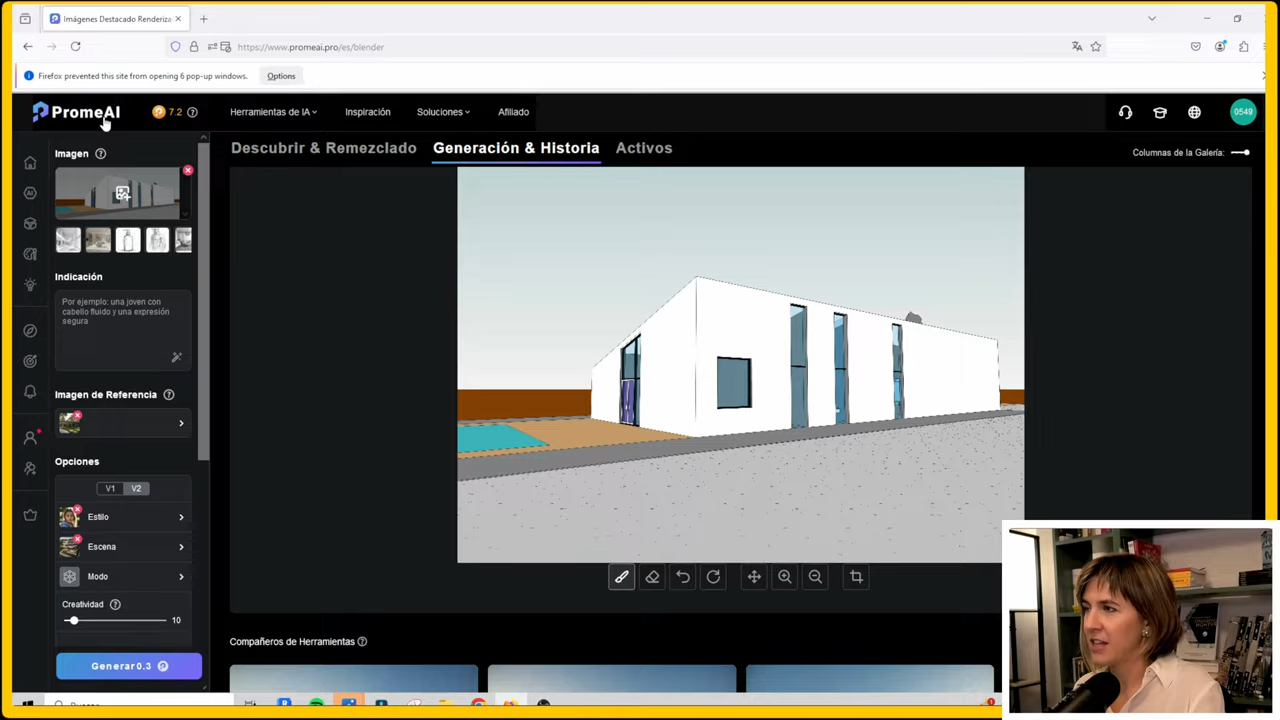 Imágenes Destacado Renderiza
https://www.promeai.pro/es/blender
Firefox prevented this site from opening 6 pop-up windows.
Options
PromeAI
7.2
Herramientas de IA
Inspiración
Soluciones
Afiliado
0549
Imagen
Descubrir & Remezclado
Generación & Historia
Activos
Columnas de la Galería:
Indicación
Por ejemplo: una joven con
cabello fluido y una expresión
segura
Imagen de Referencia
Opciones
V1
V2
Estilo
Escena
Modo
Creatividad
10
Generar0.3
Compañeros de Herramientas